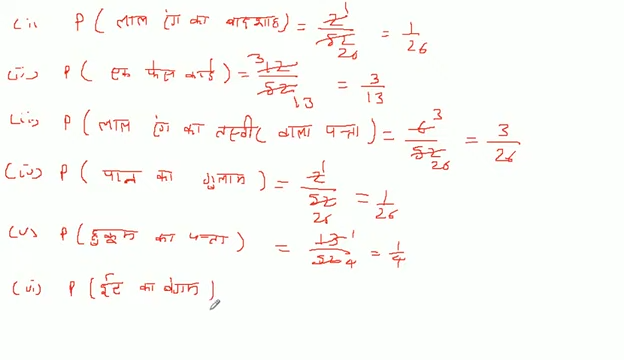 (i) P ( लाल रंग का बादशाह ) = 2/52 = 1/26
(ii) P ( एक फेस कार्ड ) = 12/52 = 3/13
(iii) P ( लाल रंग का तस्वीर वाला पत्ता ) = 6/52 = 3/26
(iv) P ( पान का गुलाम ) = 2/52 = 1/26
(v) P ( हुकुम का पत्ता ) = 13/52 = 1/4
(vi) P ( ईंट का बेगम )